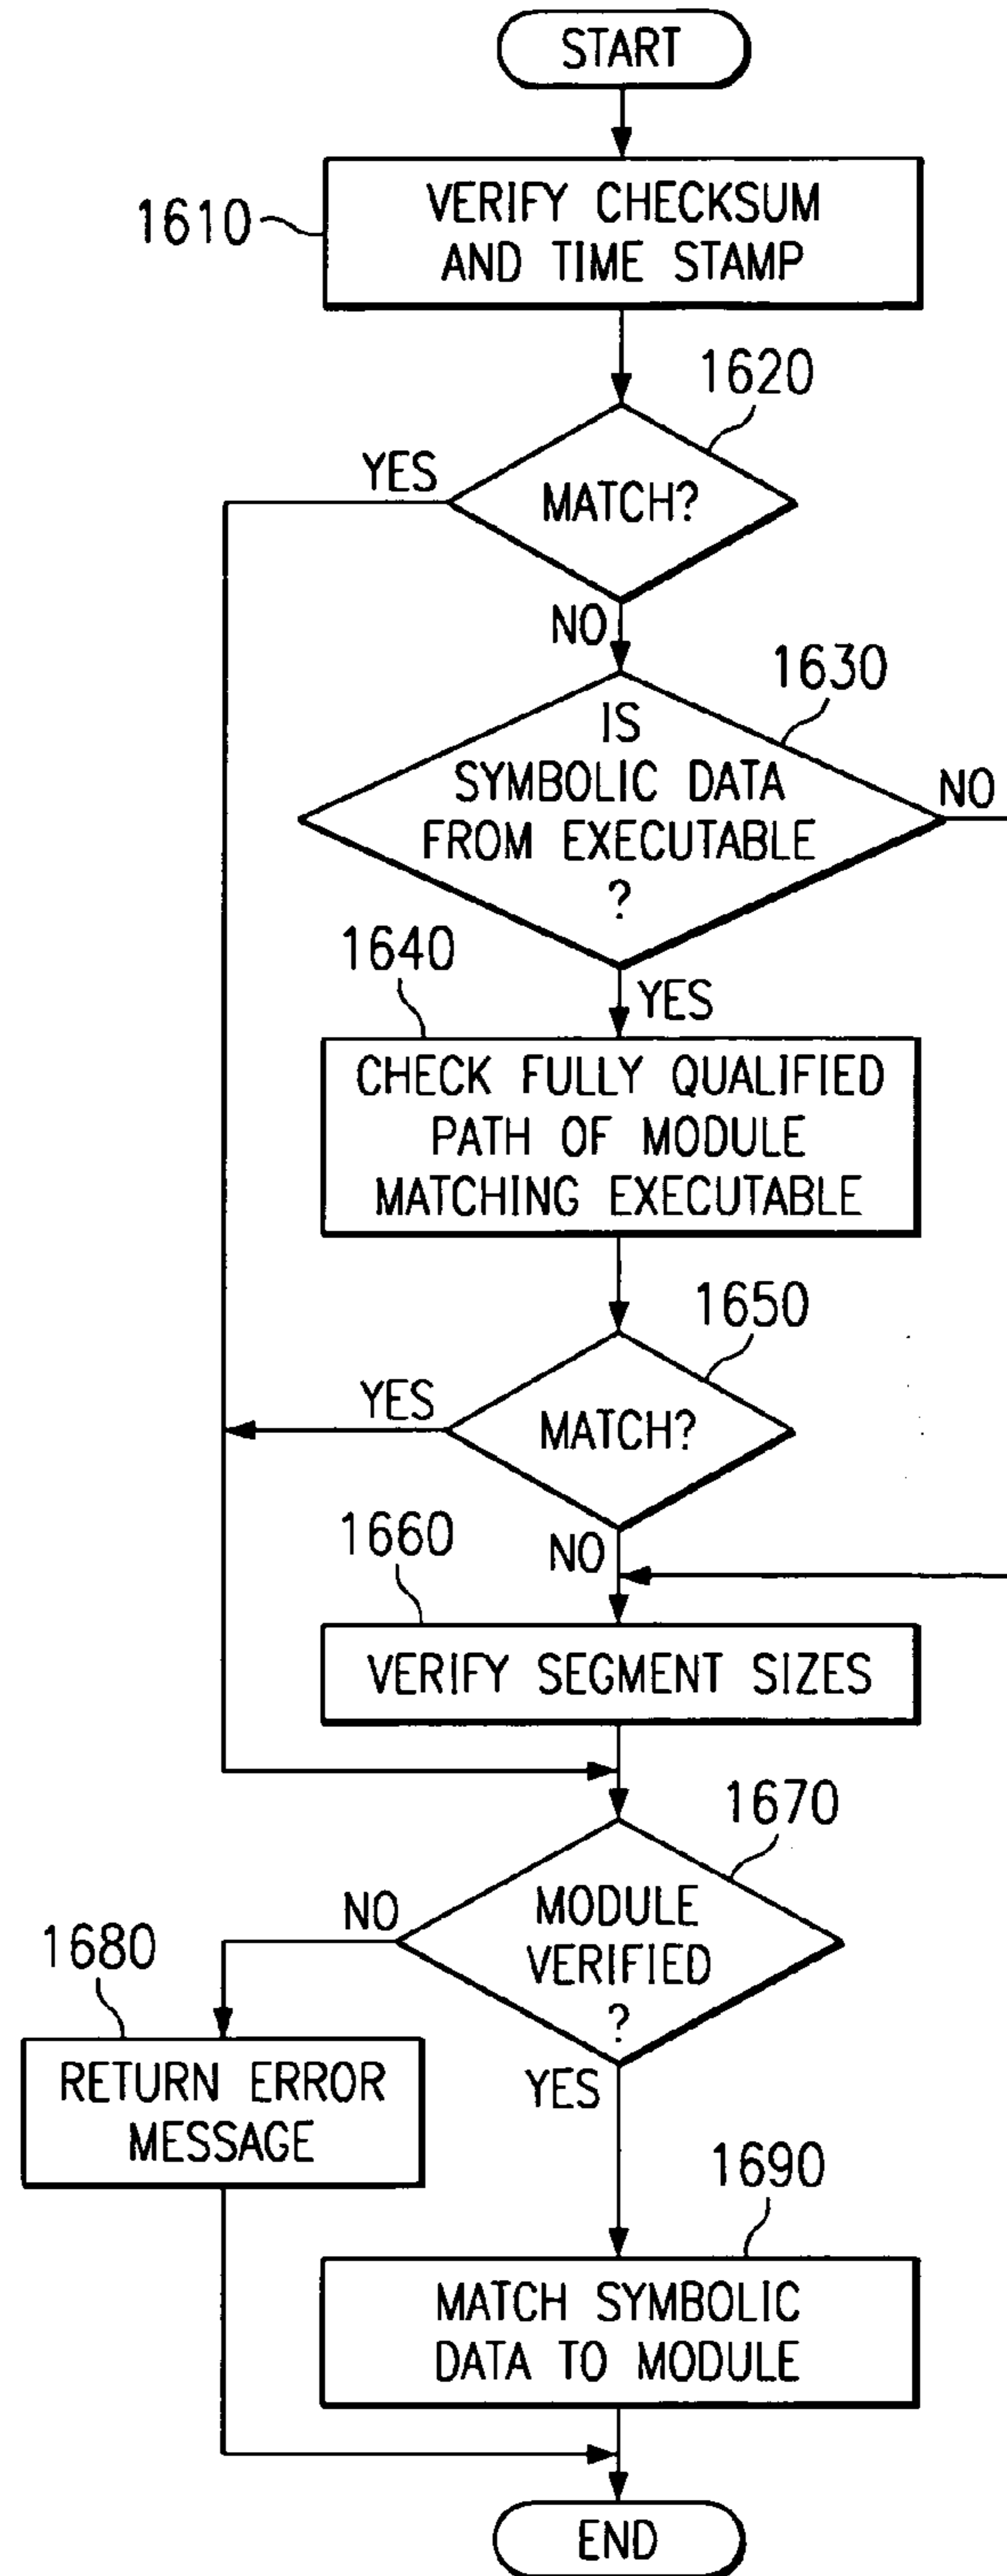 START
1610
VERIFY CHECKSUM
AND TIME STAMP
1620
YES
MATCH?
NO
1630
IS
SYMBOLIC DATA
FROM EXECUTABLE
?
NO
1640
YES
CHECK FULLY QUALIFIED
PATH OF MODULE
MATCHING EXECUTABLE
1650
YES
MATCH?
1660
NO
VERIFY SEGMENT SIZES
1670
NO
MODULE
VERIFIED
?
1680
YES
RETURN ERROR
MESSAGE
1690
MATCH SYMBOLIC
DATA TO MODULE
END